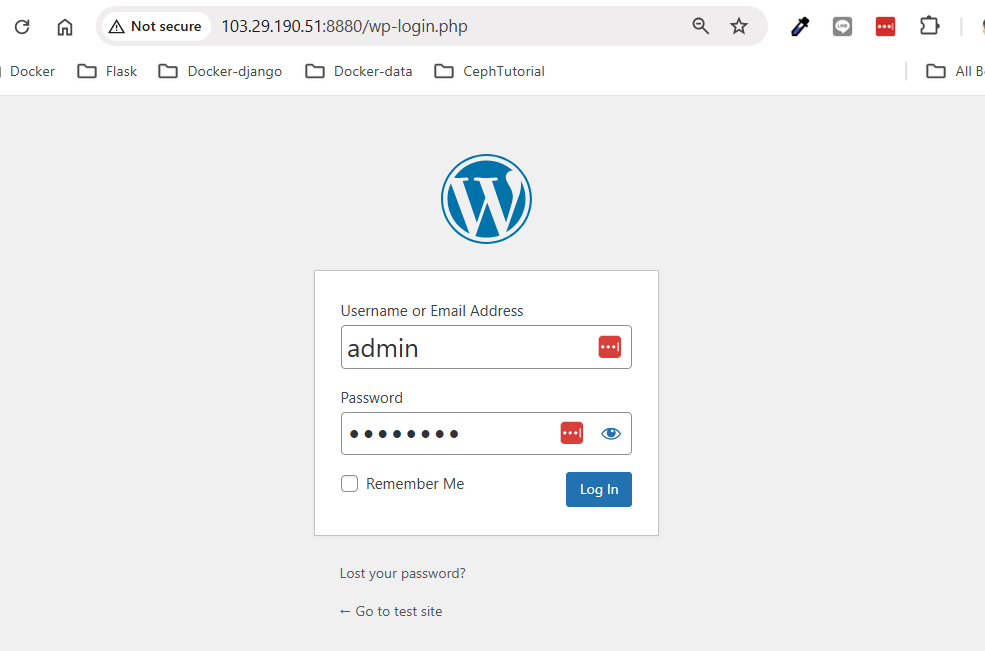 Not secure 103.29.190.51:8880/wp-login.php
Docker Flask Docker-django Docker-data CephTutorial All B
Username or Email Address
admin
Password
••••••••
Remember Me Log In
Lost your password?
← Go to test site